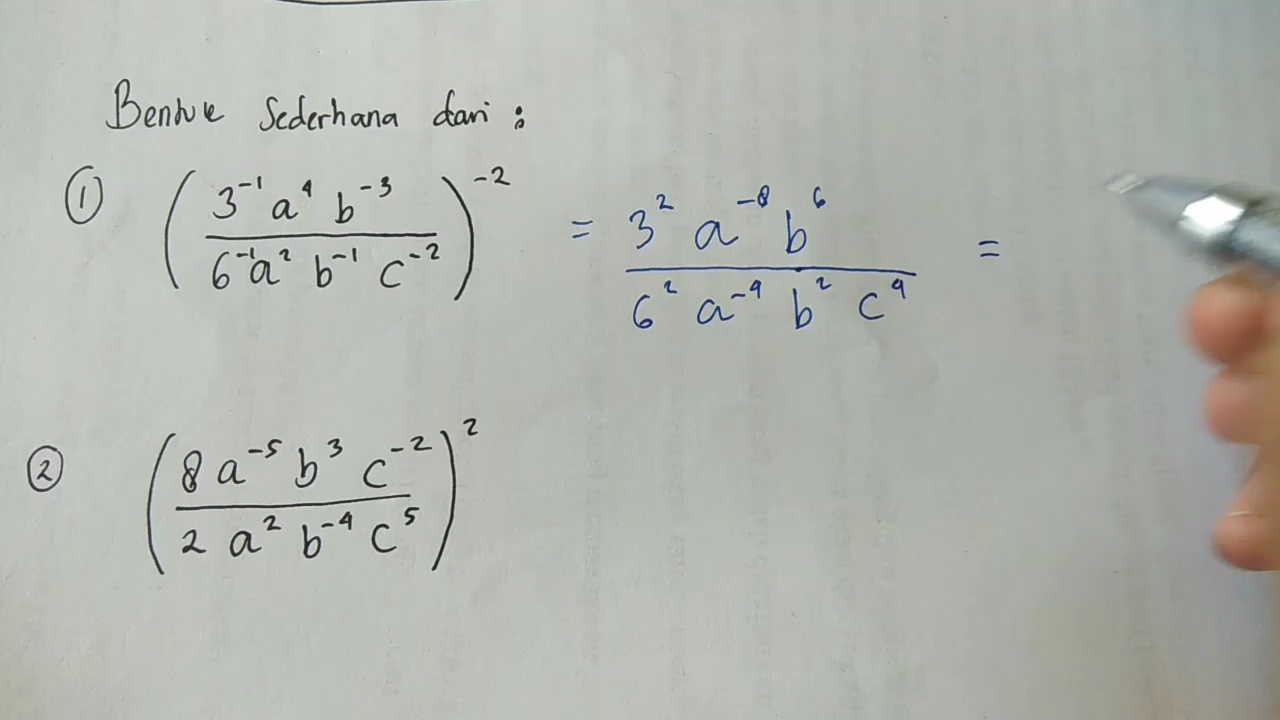 Bentuk Sederhana dari :
① (3⁻¹ a⁴ b⁻³ / 6⁻¹ a² b⁻¹ c⁻²)⁻² = 3² a⁻⁸ b⁶ / 6² a⁻⁴ b² c⁴ =
② (8 a⁻⁵ b³ c⁻² / 2 a² b⁻⁴ c⁵)²